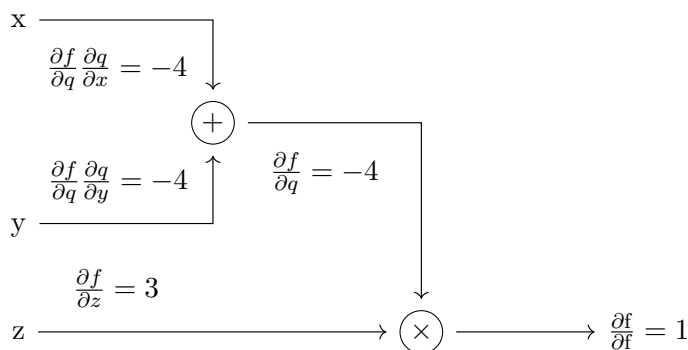 x
∂f/∂q ∂q/∂x = −4
+
∂f/∂q ∂q/∂y = −4
∂f/∂q = −4
y
∂f/∂z = 3
z
×
∂f/∂f = 1